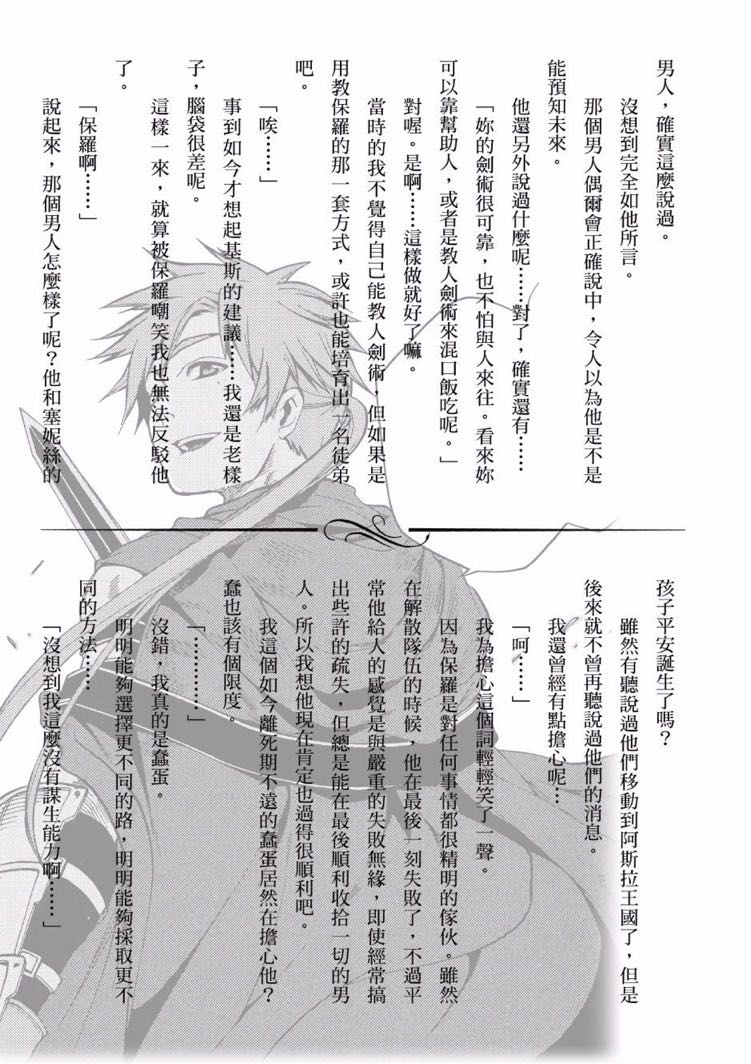 男人，確實這麼說過。
沒想到完全如他所言。
那個男人偶爾會正確說中，令人以為他是不是
能預知未來。
他還另外說過什麼呢……對了，確實還有……
「妳的劍術很可靠，也不怕與人來往。看來妳
可以靠幫助人，或者是教人劍術來混口飯吃呢。」
對喔。是啊……這樣做就好了嘛。
當時的我不覺得自己能教人劍術，但如果是
用教保羅的那一套方式，或許也能培育出一名徒弟
吧。
「唉……」
事到如今才想起基斯的建議……我還是老樣
子，腦袋很差呢。
這樣一來，就算被保羅嘲笑我也無法反駁他
了。
「保羅啊……」
說起來，那個男人怎麼樣了呢？他和塞妮絲的
孩子平安誕生了嗎？
雖然有聽說過他們移動到阿斯拉王國了，但是
後來就不曾再聽說過他們的消息。
我還曾經有點擔心呢…
「呵……」
我為擔心這個詞輕輕笑了一聲。
因為保羅是對任何事情都很精明的傢伙。雖然
在解散隊伍的時候，他在最後一刻失敗了，不過平
常他給人的感覺是與嚴重的失敗無緣，即使經常搞
出些許的疏失，但總是能在最後順利收拾一切的男
人。所以我想他現在肯定也過得很順利吧。
我這個如今離死期不遠的蠢蛋居然在擔心他？
蠢也該有個限度。
「…………」
沒錯，我真的是蠢蛋。
明明能夠選擇更不同的路，明明能夠採取更不
同的方法……
「沒想到我這麼沒有謀生能力啊……」